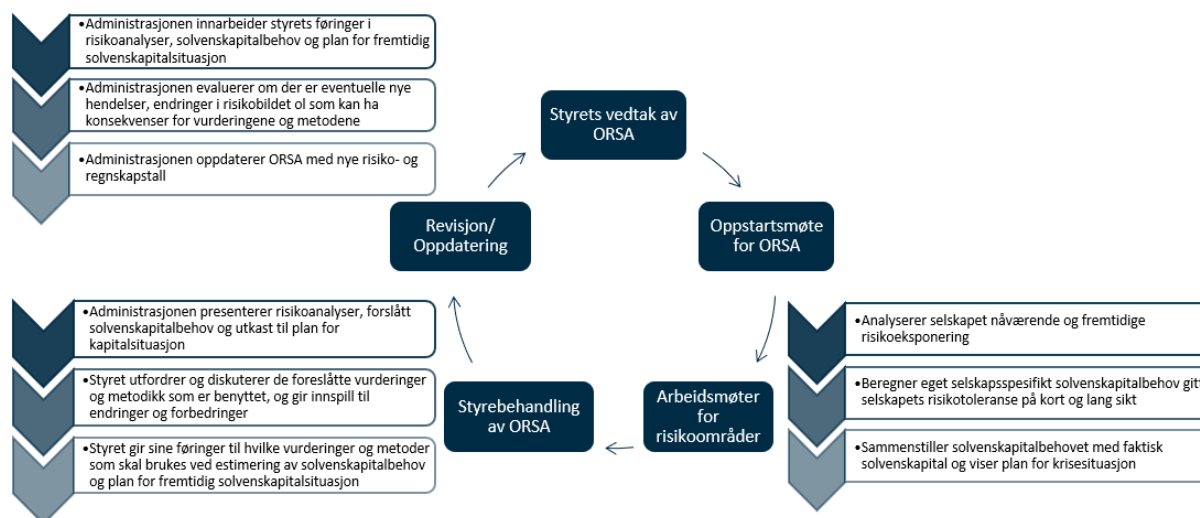 •Administrasjonen innarbeider styrets føringer i
risikoanalyser, solvenskapitalbehov og plan for fremtidig
solvenskapitalsituasjon
•Administrasjonen evaluerer om der er eventuelle nye
hendelser, endringer i risikobildet ol som kan ha
konsekvenser for vurderingene og metodene
•Administrasjonen oppdaterer ORSA med nye risiko- og
regnskapstall
Styrets vedtak av
ORSA
Oppstartsmøte
for ORSA
Arbeidsmøter
for
risikoområder
Styrebehandling
av ORSA
Revisjon/
Oppdatering
•Administrasjonen presenterer risikoanalyser, forslått
solvenskapitalbehov og utkast til plan for
kapitalsituasjon
•Styret utfordrer og diskuterer de foreslåtte vurderinger
og metodikk som er benyttet, og gir innspill til
endringer og forbedringer
•Styret gir sine føringer til hvilke vurderinger og metoder
som skal brukes ved estimering av solvenskapitalbehov
og plan for fremtidig solvenskapitalsituasjon
•Analyserer selskapet nåværende og fremtidige
risikoeksponering
•Beregner eget selskapsspesifikt solvenskapitalbehov gitt
selskapets risikotoleranse på kort og lang sikt
•Sammenstiller solvenskapitalbehovet med faktisk
solvenskapital og viser plan for krisesituasjon